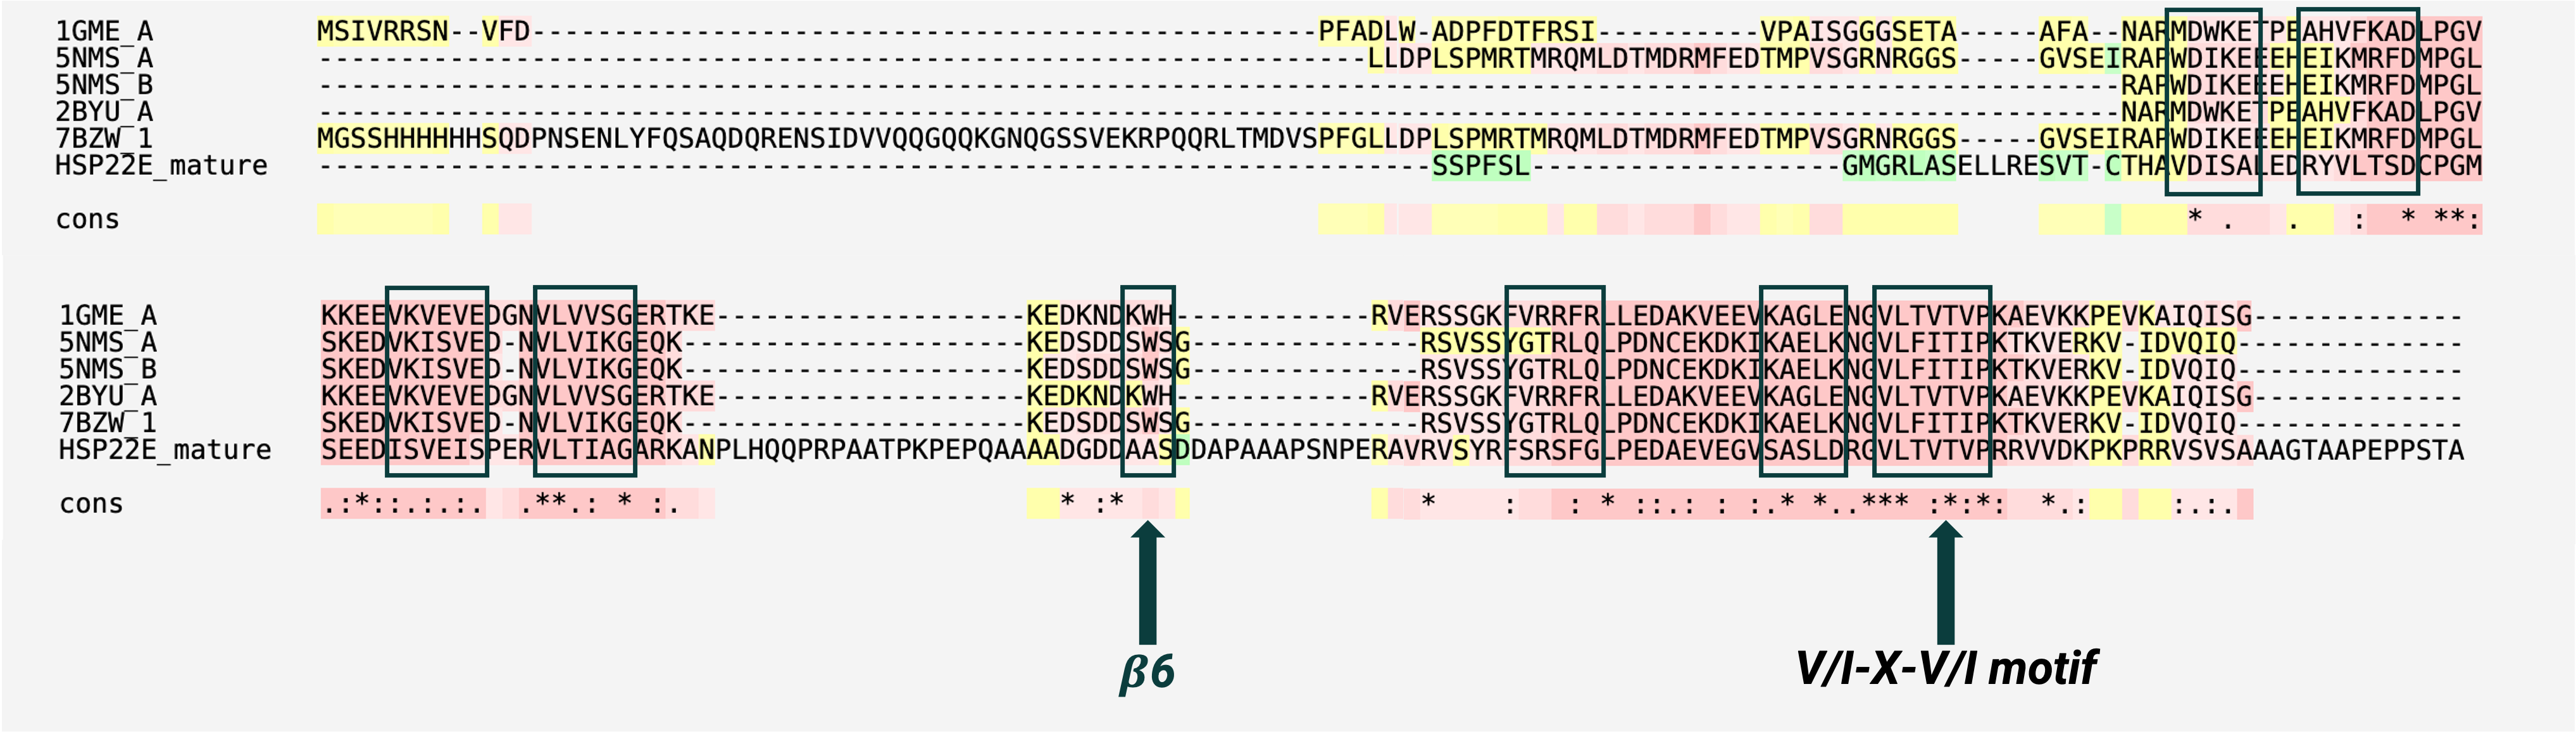 1GME_A MSIVRRSN--VFD------------------------------------------------PFADLW-ADPFDTFRSI----------VPAISGGGSETA-----AFA--NARMDWKETPEAHVFKADLPGV
5NMS_A ----------------------------------------------------------------LLDPLSPMRTMRQMLDTMDRMFEDTMPVSGRNRGGS-----GVSEIRAPWDIKEEEHEIKMRFDMPGL
5NMS_B --------------------------------------------------------------------------------------------------------------RAPWDIKEEEHEIKMRFDMPGL
2BYU_A --------------------------------------------------------------------------------------------------------------NARMDWKETPEAHVFKADLPGV
7BZW_1 MGSSHHHHHHSQDPNSENLYFQSAQDQRENSIDVVQQGQQKGNQGSSVEKRPQQRLTMDVSPFGLLDPLSPMRTMRQMLDTMDRMFEDTMPVSGRNRGGS-----GVSEIRAPWDIKEEEHEIKMRFDMPGL
HSP22E_mature --------------------------------------------------------------------SSPFSL-------------------GMGRLASELLRESVT-CTHAVDISALEDRYVLTSDCPGM
cons * . . : * **:
1GME_A KKEEVKVEVEDGNVLVVSGERTKE-------------------KEDKNDKWH------------RVERSSGKFVRRFRLLEDAKVEEVKAGLENGVLTVTVPKAEVKKPEVKAIQISG-------------
5NMS_A SKEDVKISVED-NVLVIKGEQK---------------------KEDSDDSWSG--------------RSVSSYGTRLQLPDNCEKDKIKAELKNGVLFITIPKTKVERKV-IDVQIQ--------------
5NMS_B SKEDVKISVED-NVLVIKGEQK---------------------KEDSDDSWSG--------------RSVSSYGTRLQLPDNCEKDKIKAELKNGVLFITIPKTKVERKV-IDVQIQ--------------
2BYU_A KKEEVKVEVEDGNVLVVSGERTKE-------------------KEDKNDKWH------------RVERSSGKFVRRFRLLEDAKVEEVKAGLENGVLTVTVPKAEVKKPEVKAIQISG-------------
7BZW_1 SKEDVKISVED-NVLVIKGEQK---------------------KEDSDDSWSG--------------RSVSSYGTRLQLPDNCEKDKIKAELKNGVLFITIPKTKVERKV-IDVQIQ--------------
HSP22E_mature SEEDISVEISPERVLTIAGARKANPLHQQPRPAATPKPEPQAAAADGDDAASDDAPAAAPSNPERAVRVSYRFSRSFGLPEDAEVEGVSASLDRGVLTVTVPRRVVDKPKPRRVSVSAAAGTAAPEPPSTA
cons .:*::.:.:. .**.: * :. * :* * : : * ::.: : :.* *..*** :*:*: *.: :.:.
β6
V/I-X-V/I motif